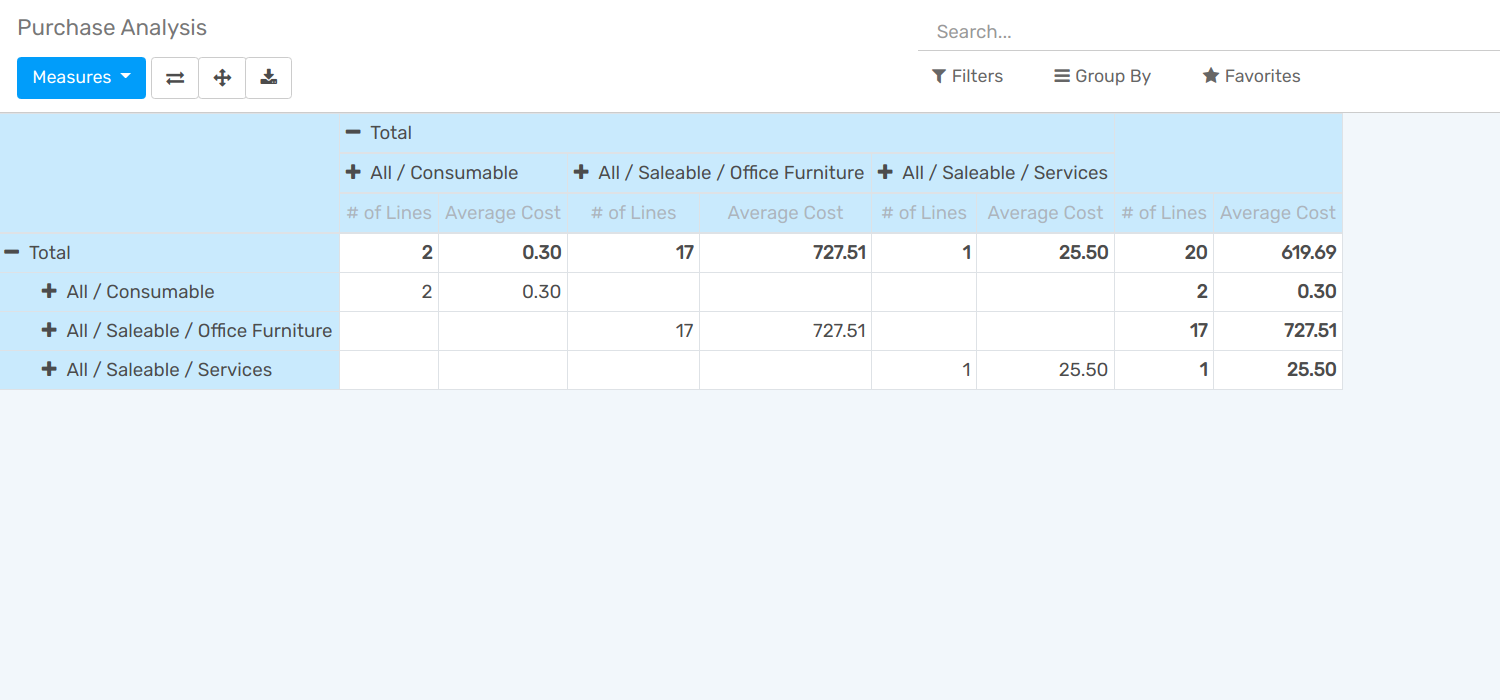 Purchase Analysis
Search...
Measures
Filters Group By Favorites
Total
All / Consumable All / Saleable / Office Furniture All / Saleable / Services
# of Lines Average Cost # of Lines Average Cost # of Lines Average Cost # of Lines Average Cost
Total 2 0.30 17 727.51 1 25.50 20 619.69
All / Consumable 2 0.30 2 0.30
All / Saleable / Office Furniture 17 727.51 17 727.51
All / Saleable / Services 1 25.50 1 25.50